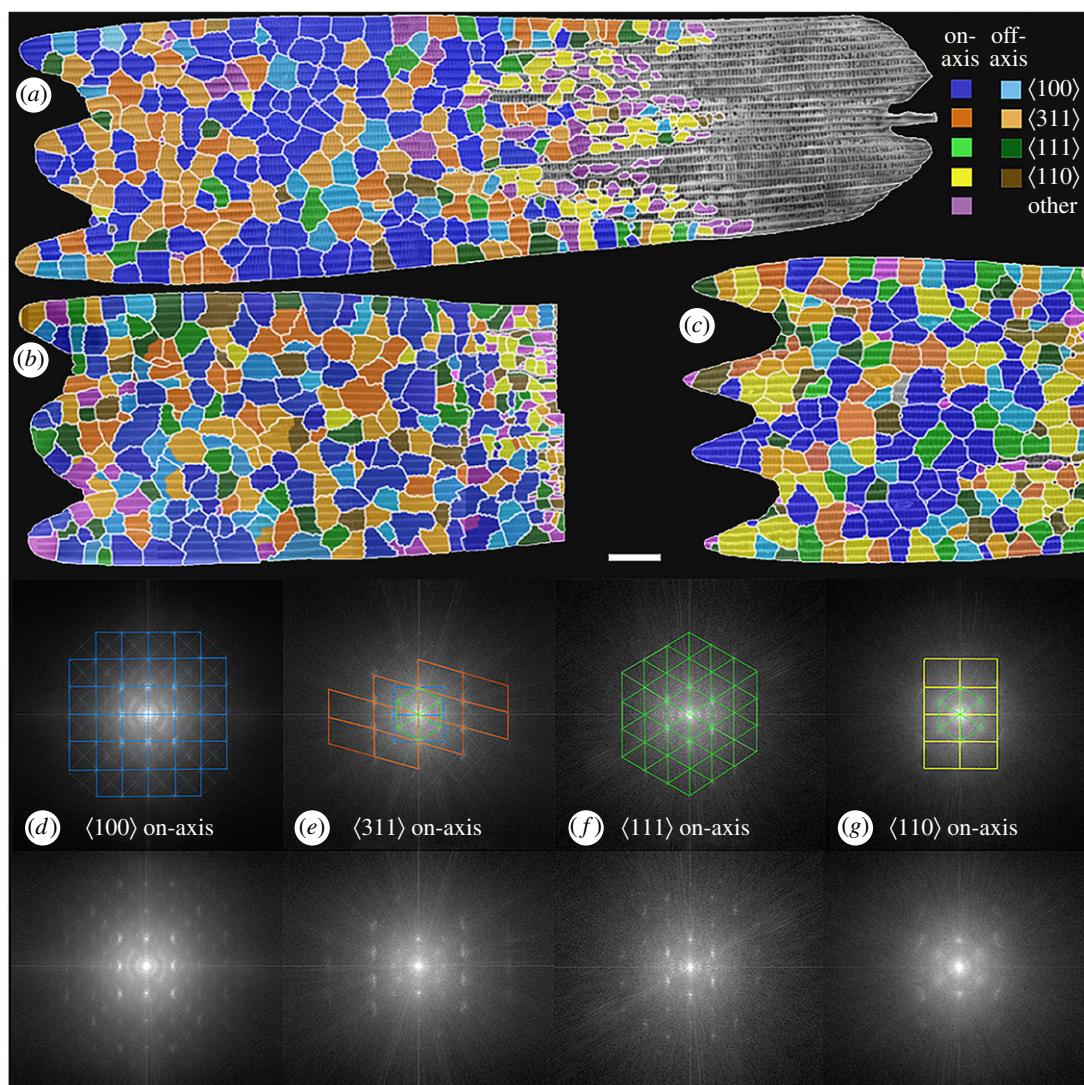 on-axis
off-axis
⟨100⟩
⟨311⟩
⟨111⟩
⟨110⟩
other
(a)
(b)
(c)
(d) ⟨100⟩ on-axis
(e) ⟨311⟩ on-axis
(f) ⟨111⟩ on-axis
(g) ⟨110⟩ on-axis